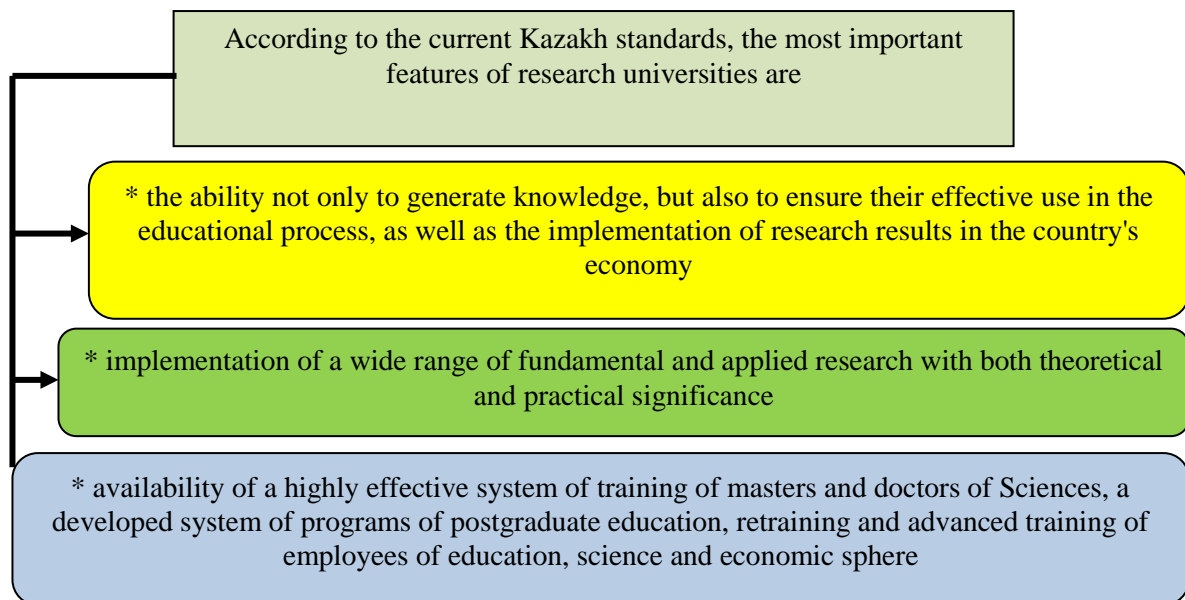 According to the current Kazakh standards, the most important
features of research universities are
* the ability not only to generate knowledge, but also to ensure their effective use in the
educational process, as well as the implementation of research results in the country's
economy
* implementation of a wide range of fundamental and applied research with both theoretical
and practical significance
* availability of a highly effective system of training of masters and doctors of Sciences, a
developed system of programs of postgraduate education, retraining and advanced training of
employees of education, science and economic sphere